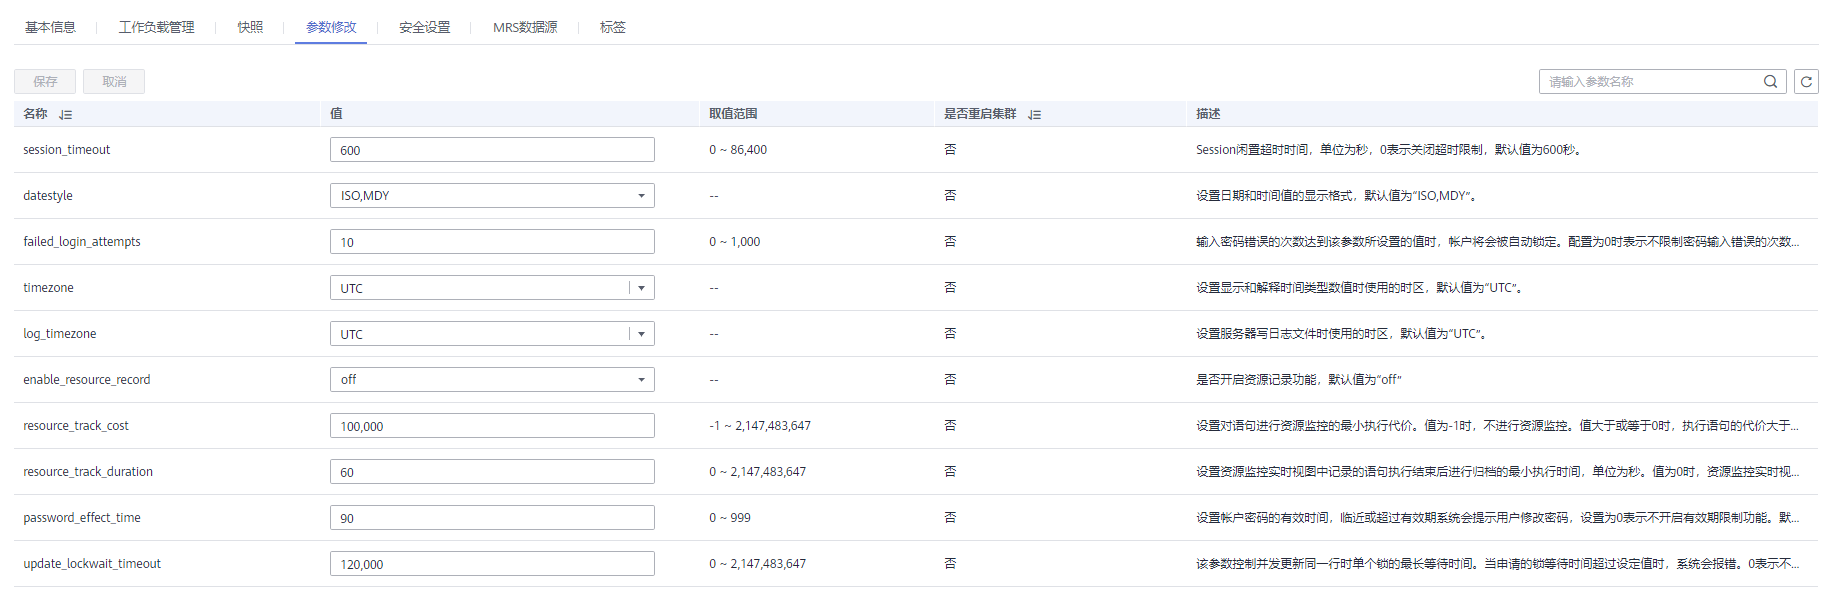 基本信息 工作负载管理 快照 参数修改 安全设置 MRS数据源 标签
保存 取消 请输入参数名称
名称 值 取值范围 是否重启集群 描述
session_timeout 600 0 ~ 86,400 否 Session闲置超时时间，单位为秒，0表示关闭超时限制，默认值为600秒。
datestyle ISO,MDY -- 否 设置日期和时间值的显示格式，默认值为“ISO,MDY”。
failed_login_attempts 10 0 ~ 1,000 否 输入密码错误的次数达到该参数所设置的值时，帐户将会被自动锁定。配置为0时表示不限制密码输入错误的次数...
timezone UTC -- 否 设置显示和解释时间类型数值时使用的时区，默认值为“UTC”。
log_timezone UTC -- 否 设置服务器写日志文件时使用的时区，默认值为“UTC”。
enable_resource_record off -- 否 是否开启资源记录功能，默认值为“off”
resource_track_cost 100,000 -1 ~ 2,147,483,647 否 设置对语句进行资源监控的最小执行代价。值为-1时，不进行资源监控。值大于或等于0时，执行语句的代价大于...
resource_track_duration 60 0 ~ 2,147,483,647 否 设置资源监控实时视图中记录的语句执行结束后进行归档的最小执行时间，单位为秒。值为0时，资源监控实时视...
password_effect_time 90 0 ~ 999 否 设置帐户密码的有效时间，临近或超过有效期系统会提示用户修改密码，设置为0表示不开启有效期限制功能。默...
update_lockwait_timeout 120,000 0 ~ 2,147,483,647 否 该参数控制并发更新同一行时单个锁的最长等待时间。当申请的锁等待时间超过设定值时，系统会报错。0表示不...